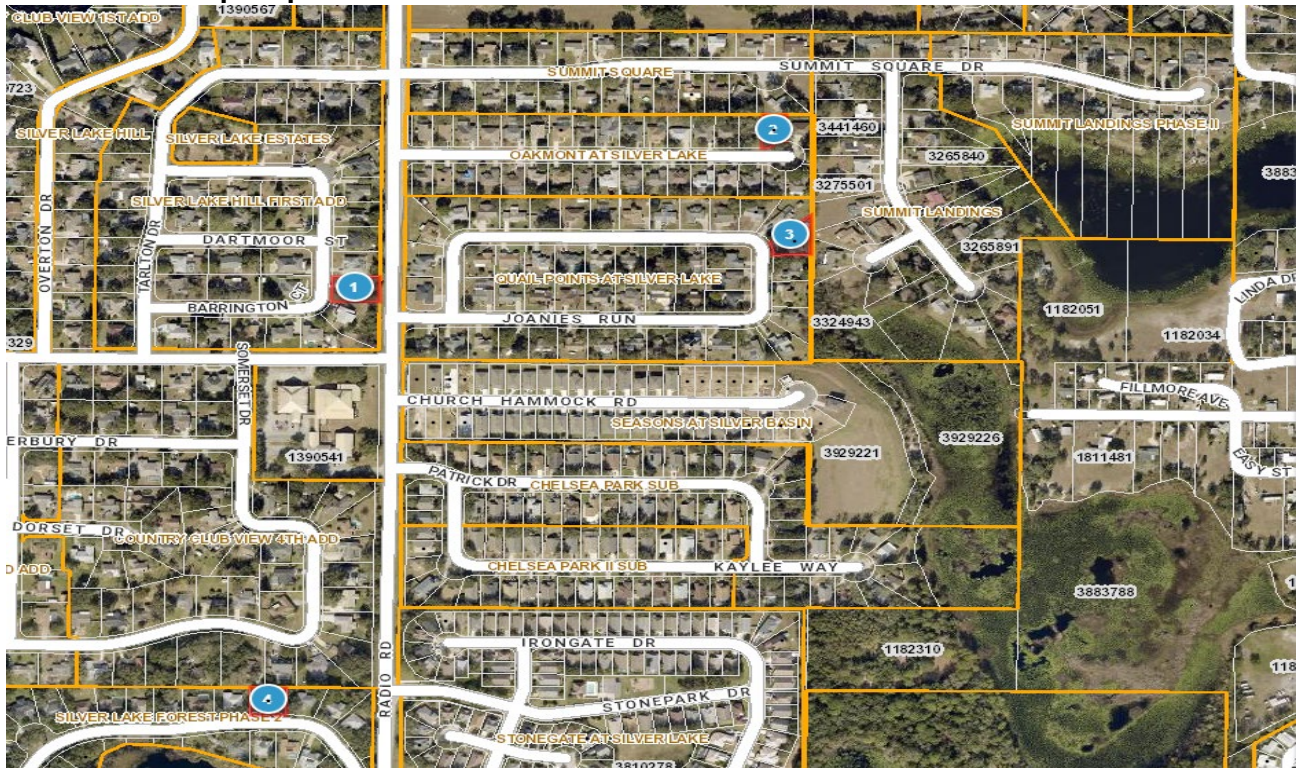 CLUB VIEW 1ST ADD
1390567
SUMMIT SQUARE
SUMMIT SQUARE DR
0723
SILVER LAKE HILL
SILVER LAKE ESTATES
2
3441460
SUMMIT LANDINGS PHASE II
OAKMONT AT SILVER LAKE
3265840
3883
3275501
OVERTON DR
TARLTON DR
SILVER LAKE HILL FIRST ADD
SUMMIT LANDINGS
DARTMOOR ST
3
3265891
QUAIL POINTS AT SILVER LAKE
1
LINDA DR
BARRINGTON CT
JOANIES RUN
3324943
1182051
1182034
329
SOMERSET DR
CHURCH HAMMOCK RD
FILLMORE AVE
SEASONS AT SILVER BASIN
ERBURY DR
3929226
1390541
3929221
1811481
EASY ST
PATRICK DR
CHELSEA PARK SUB
DORSET DR
COUNTRY CLUB VIEW 4TH ADD
D ADD
CHELSEA PARK II SUB
KAYLEE WAY
3883788
IRONGATE DR
1182310
118
RADIO RD
4
STONEPARK DR
SILVER LAKE FOREST PHASE 2
STONEGATE AT SILVER LAKE
3810278